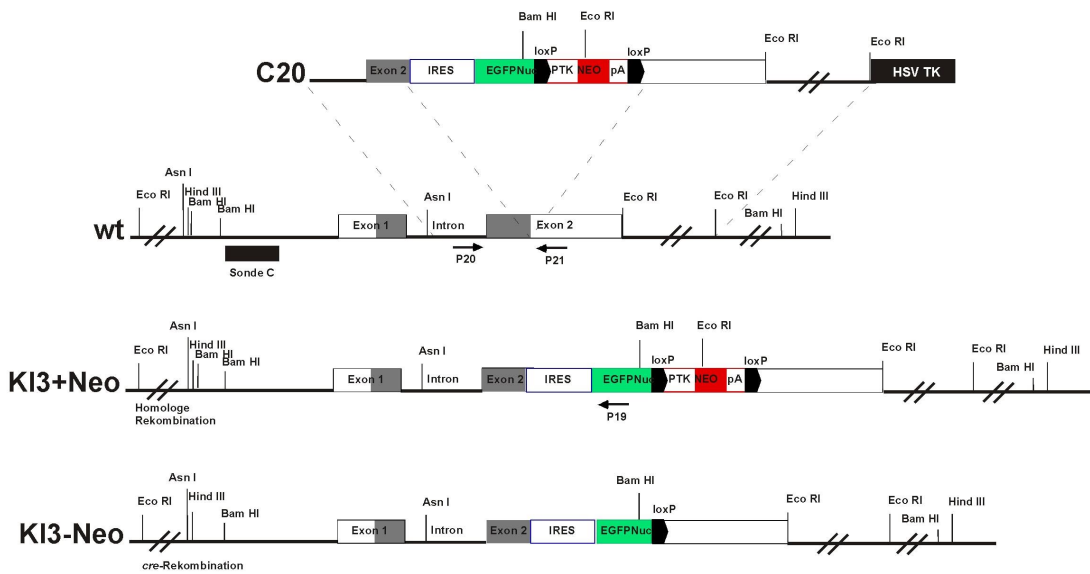 Bam HI
Eco RI
loxP
loxP
Eco RI
Eco RI
C20
Exon 2
IRES
EGFPNuc
PTK
NEO
pA
HSV TK
Asn I
Eco RI
Hind III
Bam HI
Bam HI
Asn I
Eco RI
Eco RI
Hind III
Bam HI
wt
Exon 1
Intron
Exon 2
P20
P21
Sonde C
Asn I
Eco RI
Hind III
Bam HI
Bam HI
Asn I
Bam HI
Eco RI
loxP
loxP
Eco RI
Eco RI
Hind III
Bam HI
KI3+Neo
Exon 1
Intron
Exon 2
IRES
EGFPNuc
PTK
NEO
pA
Homologe
Rekombination
P19
Asn I
Eco RI
Hind III
Bam HI
Asn I
Bam HI
loxP
Eco RI
Eco RI
Hind III
Bam HI
KI3-Neo
Exon 1
Intron
Exon 2
IRES
EGFPNuc
cre-Rekombination